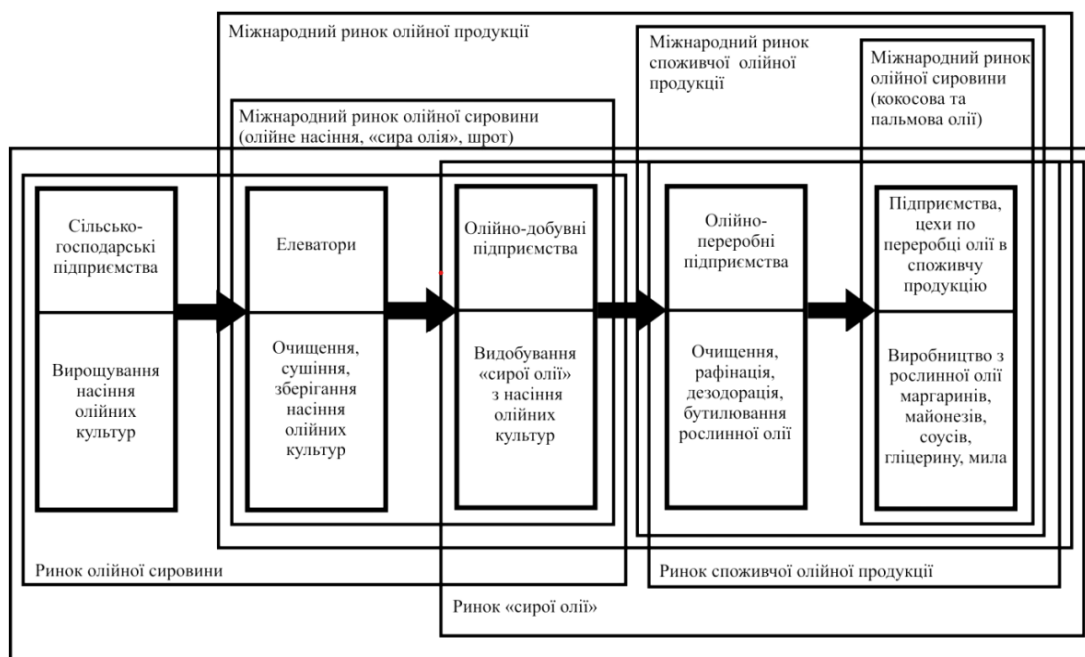 Міжнародний ринок олійної продукції
Міжнародний ринок
споживчої олійної
продукції
Міжнародний ринок
олійної сировини
(кокосова та
пальмова олії)
Міжнародний ринок олійної сировини
(олійне насіння, «сира олія», шрот)
Сільсько-
господарські
підприємства
Вирощування
насіння
олійних
культур
Елеватори
Очищення,
сушіння,
зберігання
насіння
олійних
культур
Олійно-добувні
підприємства
Видобування
«сирої олії»
з насіння
олійних
культур
Олійно-
переробні
підприємства
Очищення,
рафінація,
дезодорація,
бутилювання
рослинної олії
Підприємства,
цехи по
переробці олії в
споживчу
продукцію
Виробництво з
рослинної олії
маргаринів,
майонезів,
соусів,
гліцерину, мила
Ринок олійної сировини
Ринок споживчої олійної продукції
Ринок «сирої олії»